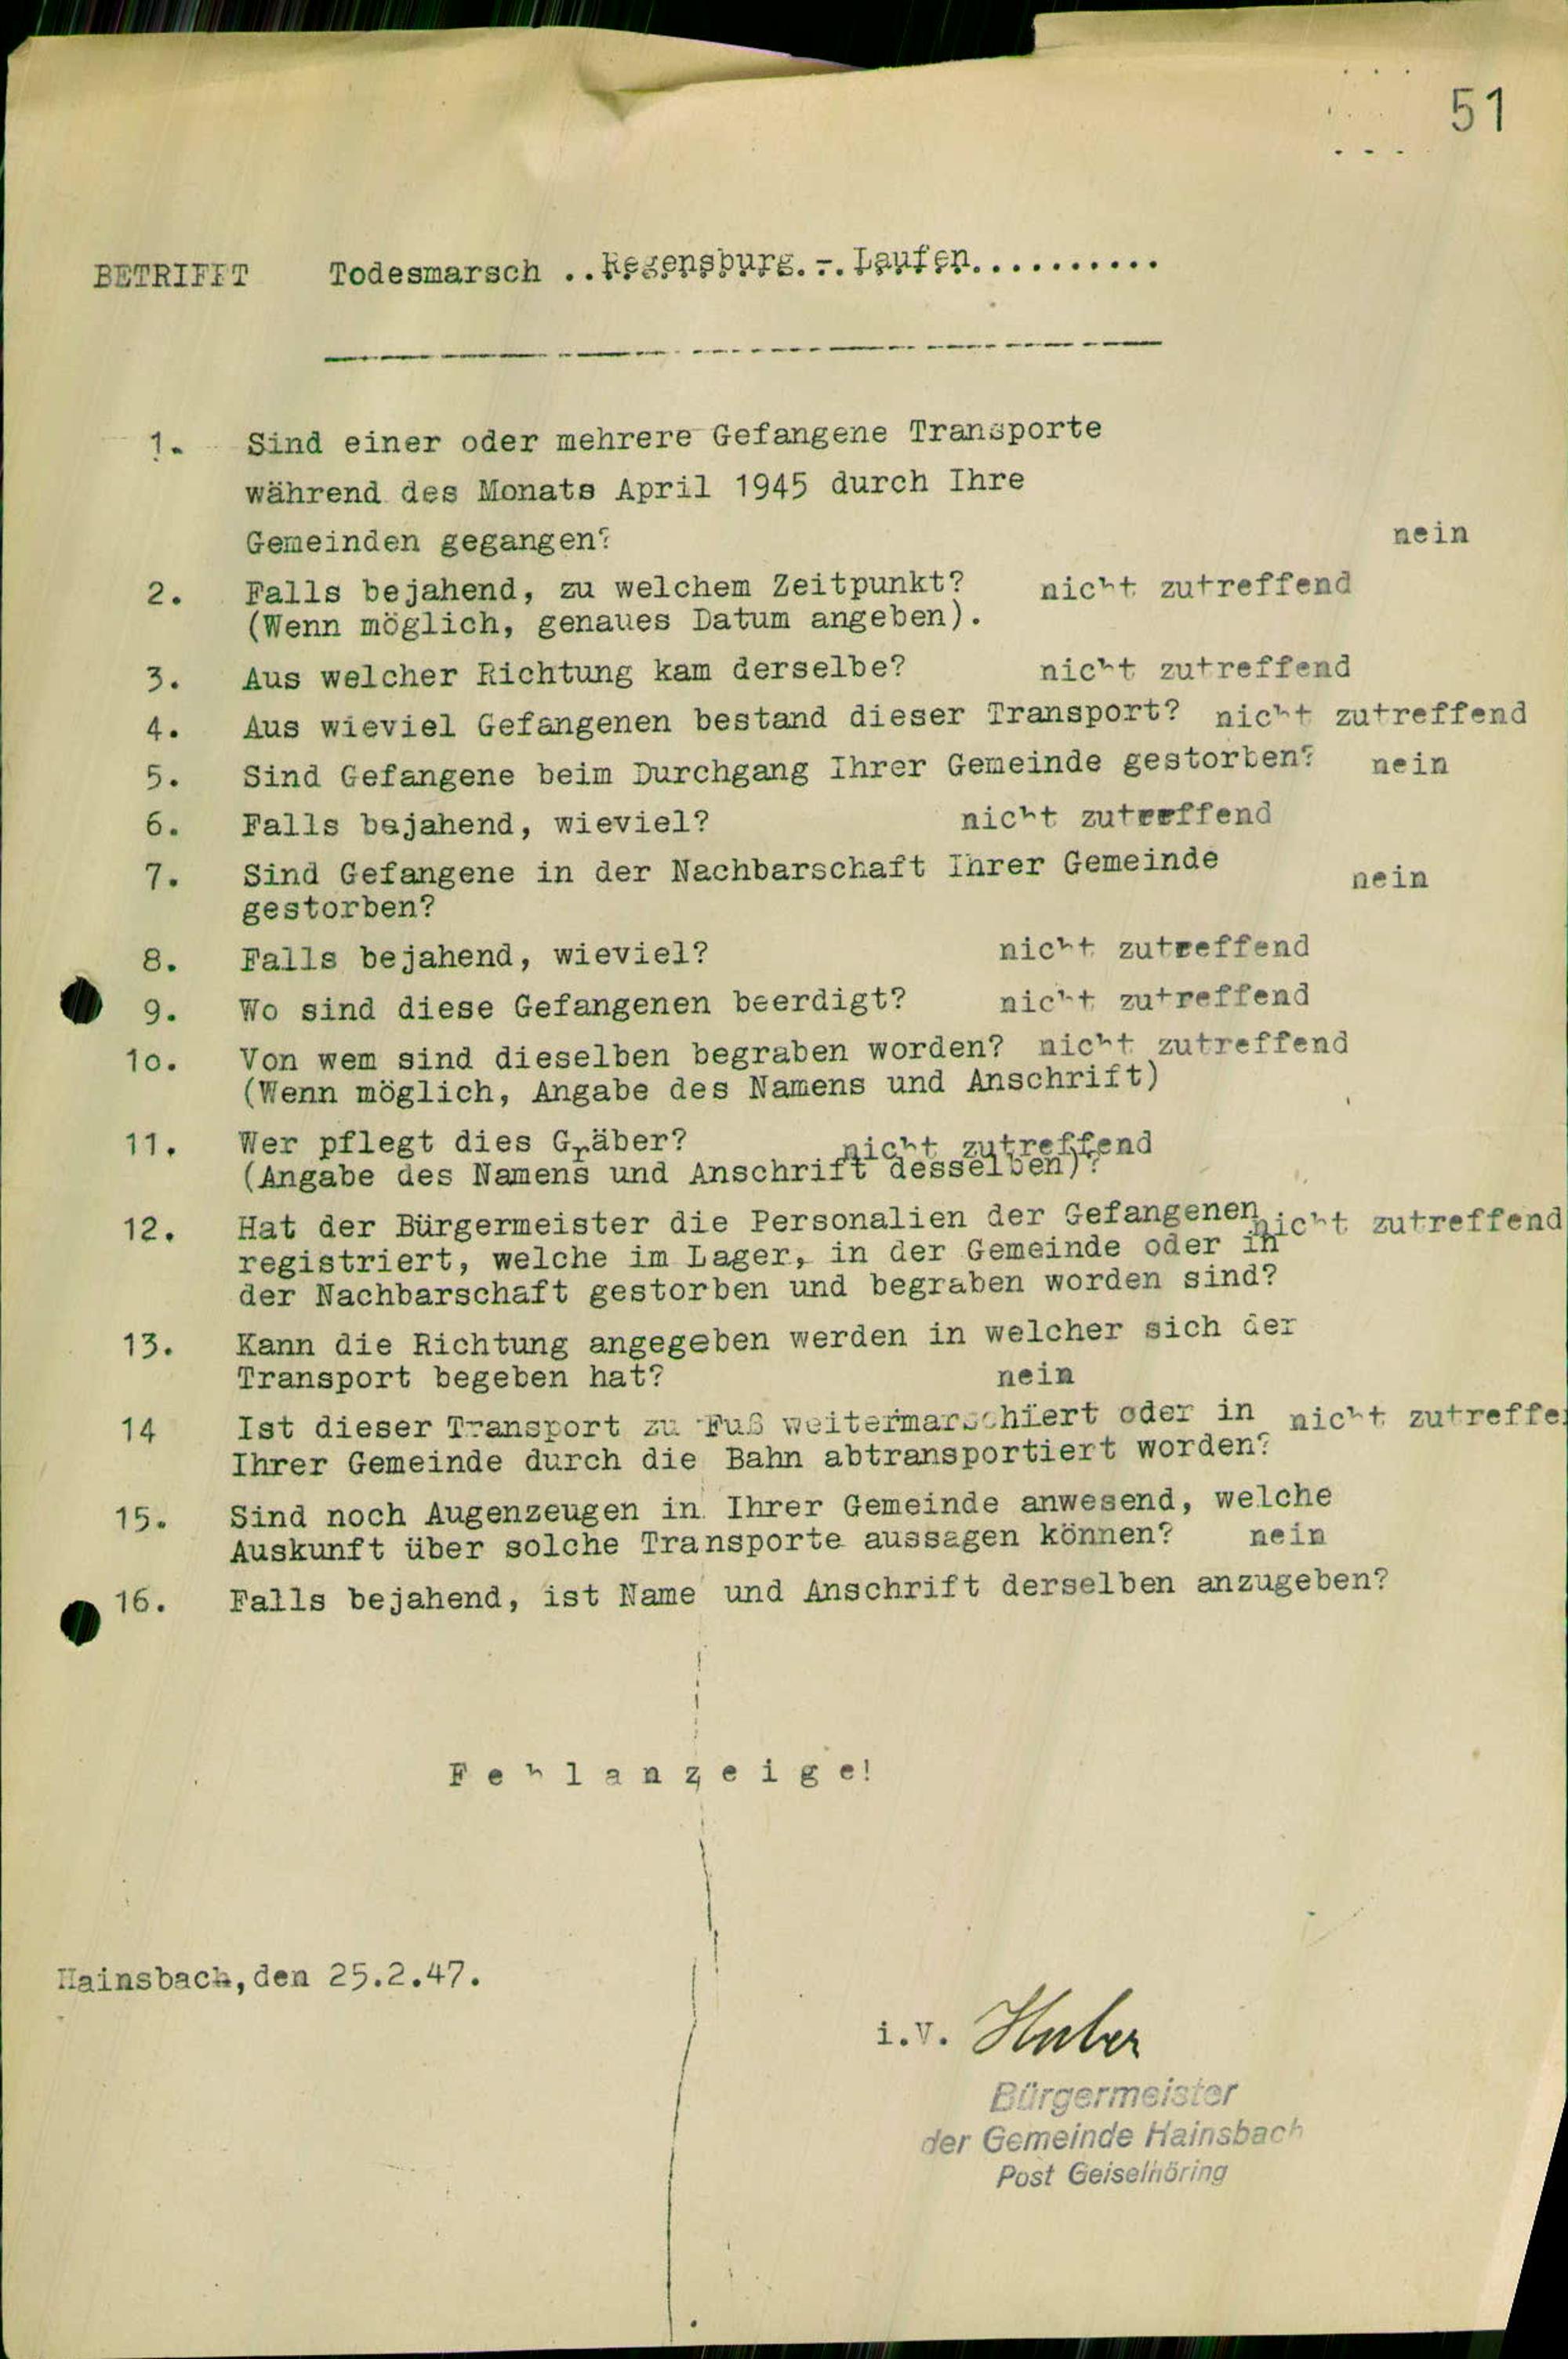 51
BETRIFFT Todesmarsch ..Regensburg.-.Laufen..........
1. Sind einer oder mehrere Gefangene Transporte
während des Monats April 1945 durch Ihre
Gemeinden gegangen? nein
2. Falls bejahend, zu welchem Zeitpunkt? nicht zutreffend
(Wenn möglich, genaues Datum angeben).
3. Aus welcher Richtung kam derselbe? nicht zutreffend
4. Aus wieviel Gefangenen bestand dieser Transport? nicht zutreffend
5. Sind Gefangene beim Durchgang Ihrer Gemeinde gestorben? nein
6. Falls bejahend, wieviel? nicht zutreffend
7. Sind Gefangene in der Nachbarschaft Ihrer Gemeinde
gestorben? nein
8. Falls bejahend, wieviel? nicht zutreffend
9. Wo sind diese Gefangenen beerdigt? nicht zutreffend
10. Von wem sind dieselben begraben worden? nicht zutreffend
(Wenn möglich, Angabe des Namens und Anschrift)
11. Wer pflegt dies Gräber? nicht zutreffend
(Angabe des Namens und Anschrift desselben)?
12. Hat der Bürgermeister die Personalien der Gefangenen nicht zutreffend
registriert, welche im Lager, in der Gemeinde oder in
der Nachbarschaft gestorben und begraben worden sind?
13. Kann die Richtung angegeben werden in welcher sich der
Transport begeben hat? nein
14 Ist dieser Transport zu Fuß weitermarschiert oder in nicht zutreffe
Ihrer Gemeinde durch die Bahn abtransportiert worden?
15. Sind noch Augenzeugen in Ihrer Gemeinde anwesend, welche
Auskunft über solche Transporte aussagen können? nein
16. Falls bejahend, ist Name und Anschrift derselben anzugeben?
F e h l a n z e i g e!
Hainsbach, den 25.2.47.
i.V. Huber
Bürgermeister
der Gemeinde Hainsbach
Post Geiselhöring